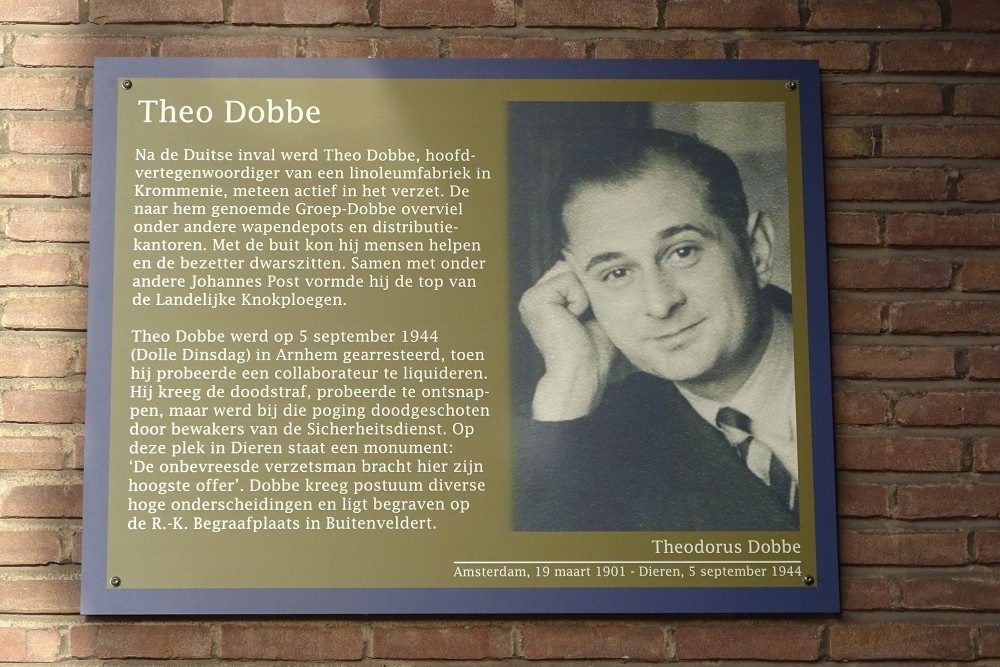 Theo Dobbe
Na de Duitse inval werd Theo Dobbe, hoofd-
vertegenwoordiger van een linoleumfabriek in
Krommenie, meteen actief in het verzet. De
naar hem genoemde Groep-Dobbe overviel
onder andere wapendepots en distributie-
kantoren. Met de buit kon hij mensen helpen
en de bezetter dwarszitten. Samen met onder
andere Johannes Post vormde hij de top van
de Landelijke Knokploegen.
Theo Dobbe werd op 5 september 1944
(Dolle Dinsdag) in Arnhem gearresteerd, toen
hij probeerde een collaborateur te liquideren.
Hij kreeg de doodstraf, probeerde te ontsnap-
pen, maar werd bij die poging doodgeschoten
door bewakers van de Sicherheitsdienst. Op
deze plek in Dieren staat een monument:
‘De onbevreesde verzetsman bracht hier zijn
hoogste offer’. Dobbe kreeg postuum diverse
hoge onderscheidingen en ligt begraven op
de R.-K. Begraafplaats in Buitenveldert.
Theodorus Dobbe
Amsterdam, 19 maart 1901 - Dieren, 5 september 1944